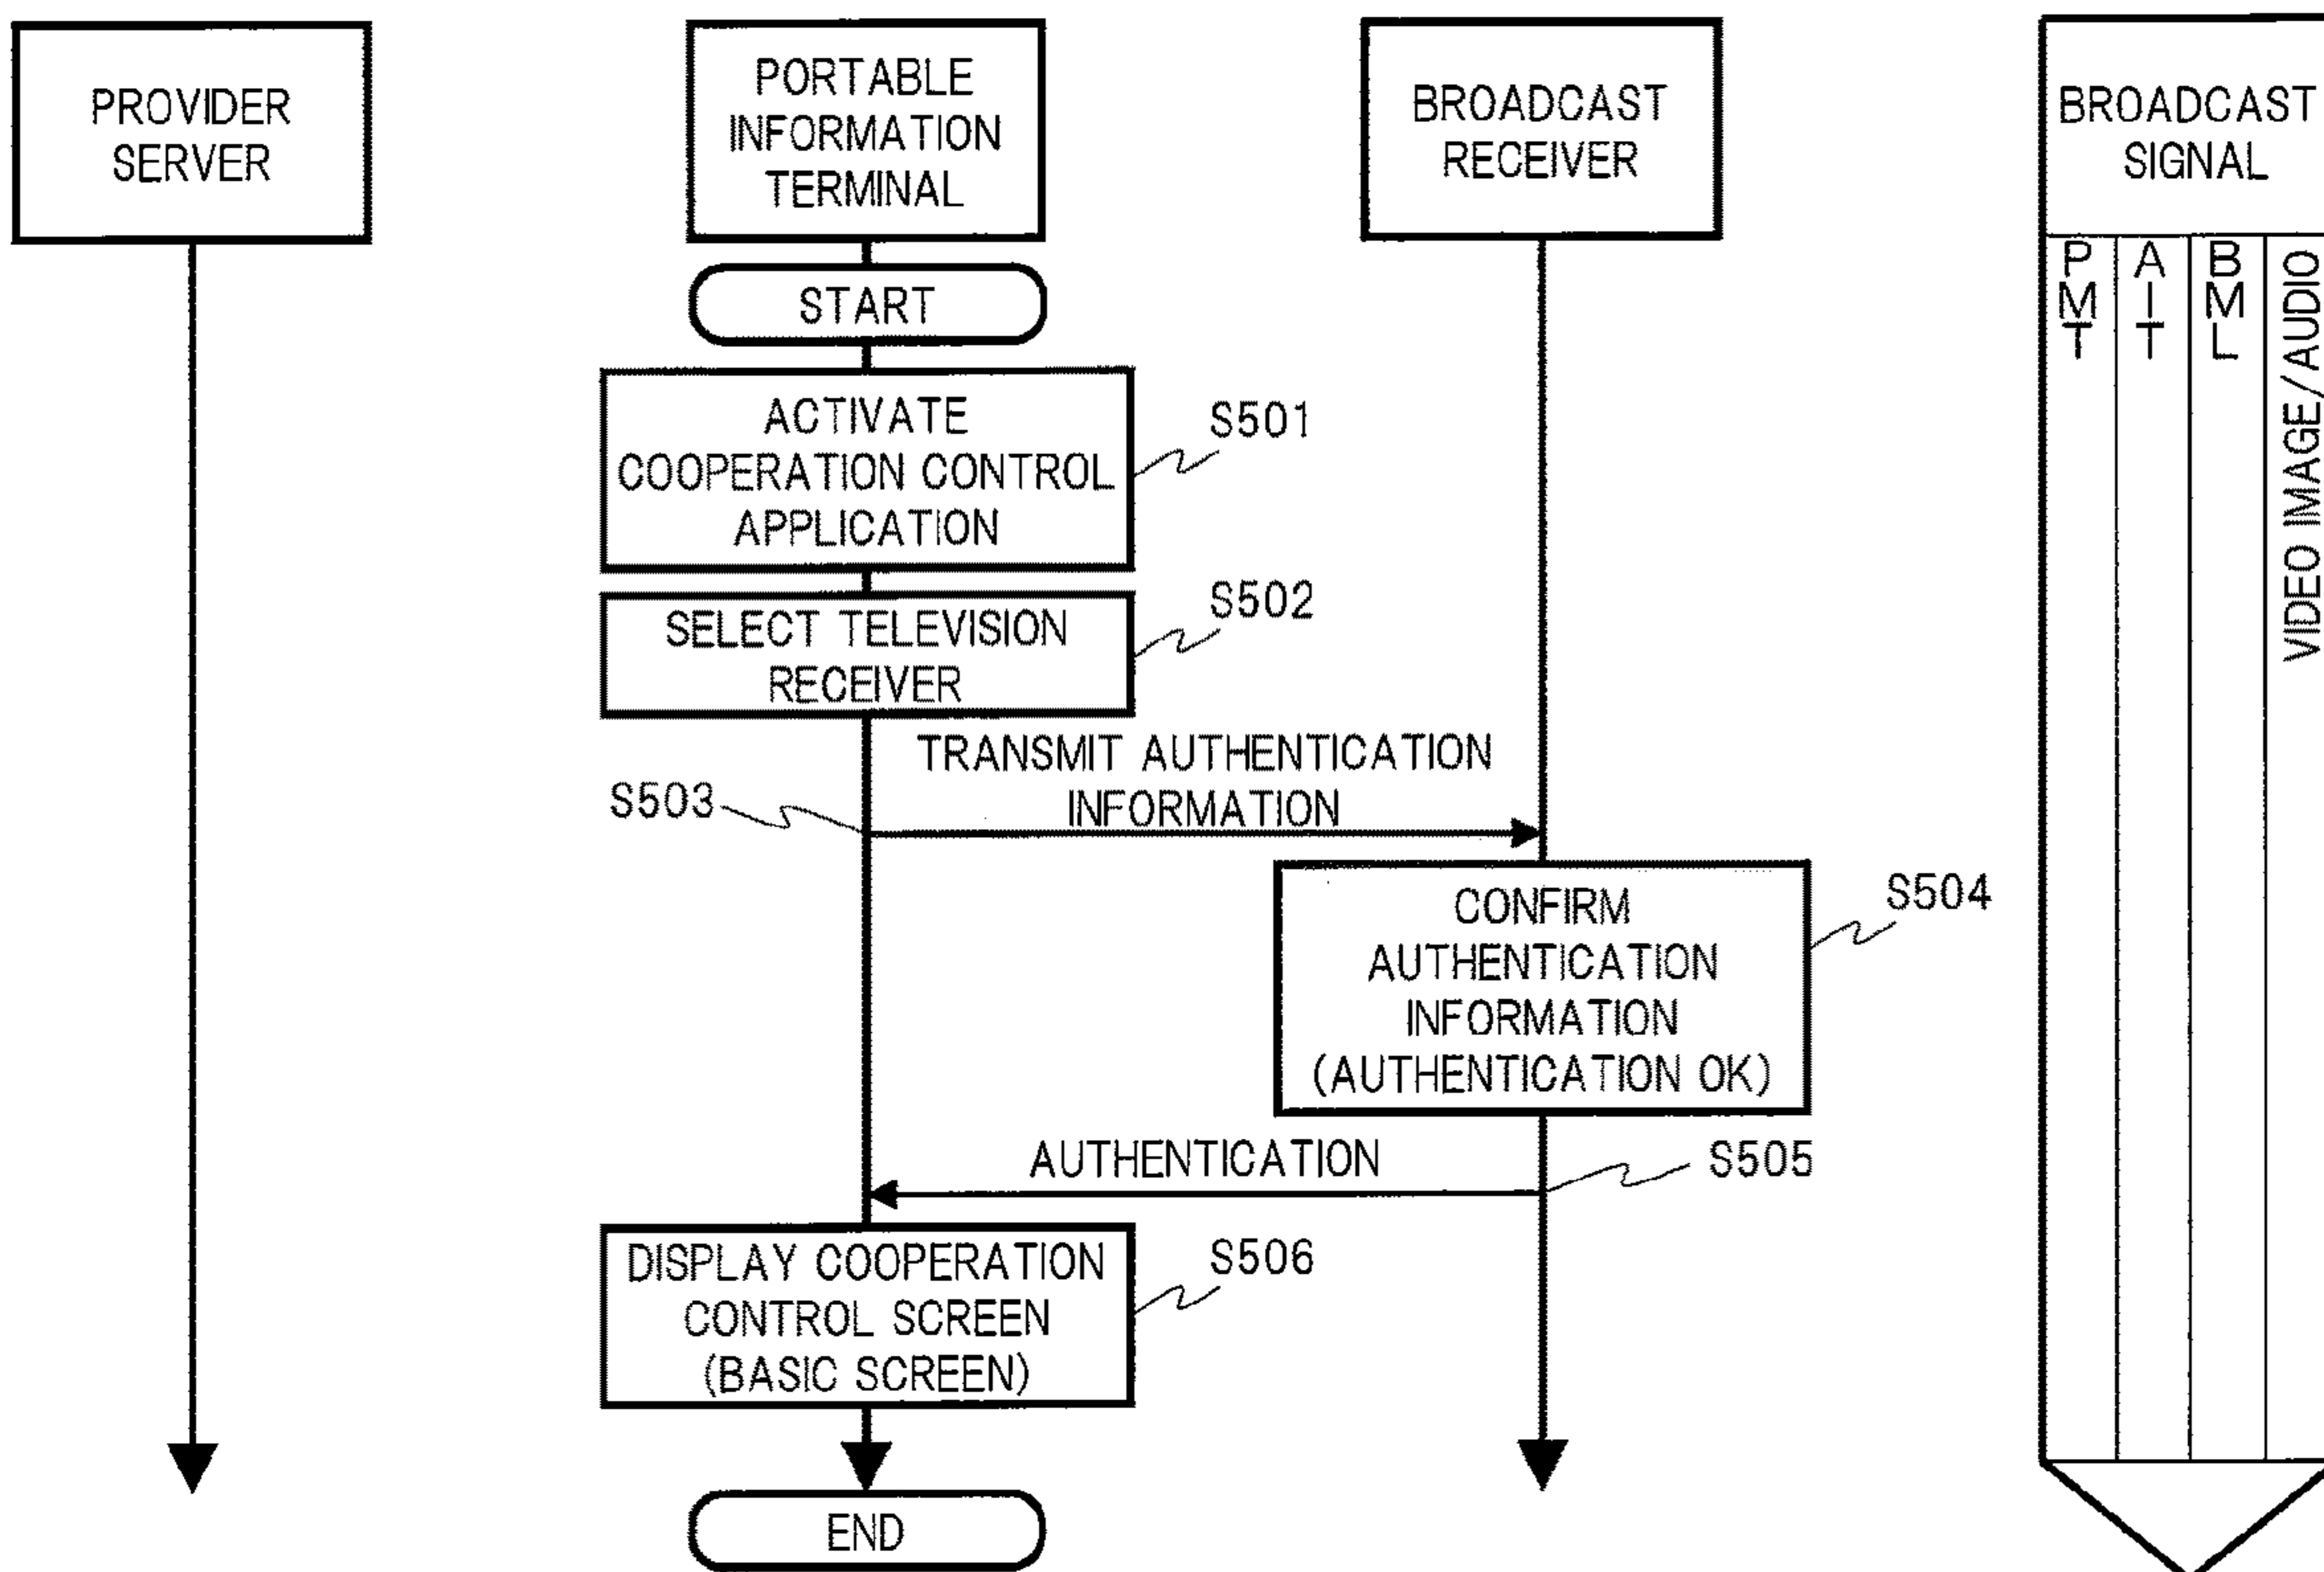 PROVIDER
SERVER
PORTABLE
INFORMATION
TERMINAL
BROADCAST
RECEIVER
BROADCAST
SIGNAL
PMT
AIT
BML
VIDEO IMAGE/AUDIO
START
ACTIVATE
COOPERATION CONTROL
APPLICATION
S501
SELECT TELEVISION
RECEIVER
S502
TRANSMIT AUTHENTICATION
INFORMATION
S503
CONFIRM
AUTHENTICATION
INFORMATION
(AUTHENTICATION OK)
S504
AUTHENTICATION
S505
DISPLAY COOPERATION
CONTROL SCREEN
(BASIC SCREEN)
S506
END